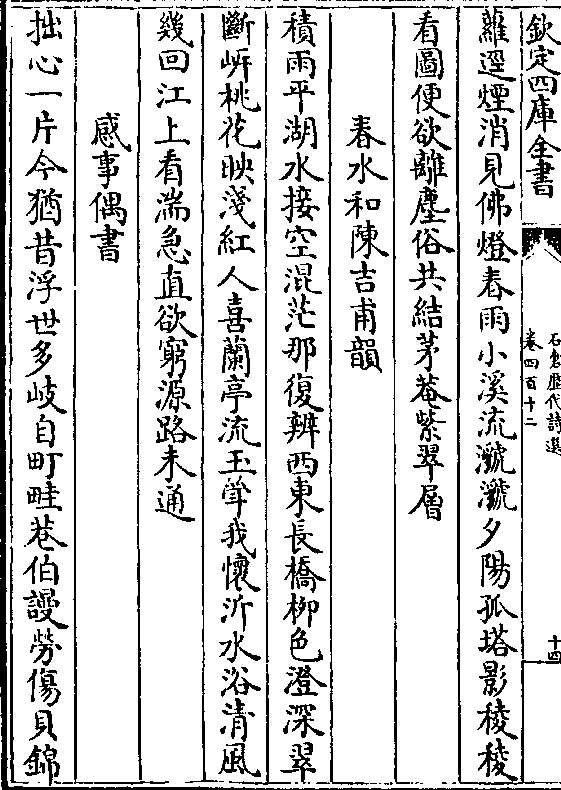 欽定四庫全書
石倉歷代詩選
卷四百十二
十四
蘿逕煙消見佛燈春雨小溪流㶁㶁夕陽孤塔影稜稜
看圖便欲離塵俗共結茅菴紫翠層
春水和陳吉甫韻
積雨平湖水接空混茫那復辨西東長橋柳色澄深翠
斷岍桃花映淺紅人喜蘭亭流玉斝我懷沂水浴清風
幾回江上看湍急直欲窮源路未通
感事偶書
拙心一片今猶昔浮世多岐自町畦巷伯謾勞傷貝錦